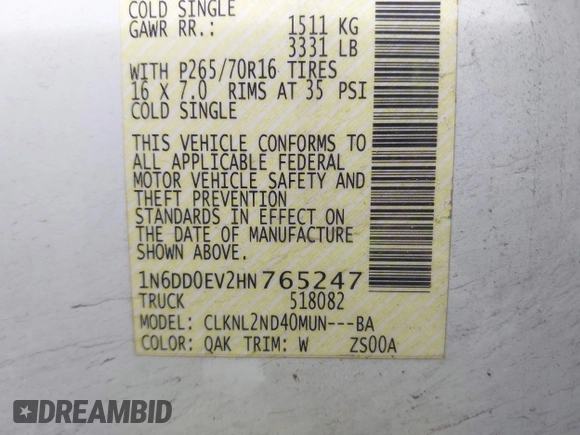 COLD SINGLE
GAWR RR.: 1511 KG
3331 LB
WITH P265/70R16 TIRES
16 X 7.0 RIMS AT 35 PSI
COLD SINGLE
THIS VEHICLE CONFORMS TO
ALL APPLICABLE FEDERAL
MOTOR VEHICLE SAFETY AND
THEFT PREVENTION
STANDARDS IN EFFECT ON
THE DATE OF MANUFACTURE
SHOWN ABOVE.
1N6DD0EV2HN765247
TRUCK 518082
MODEL: CLKNL2ND40MUN---BA
COLOR: QAK TRIM: W ZS00A
DREAMBID